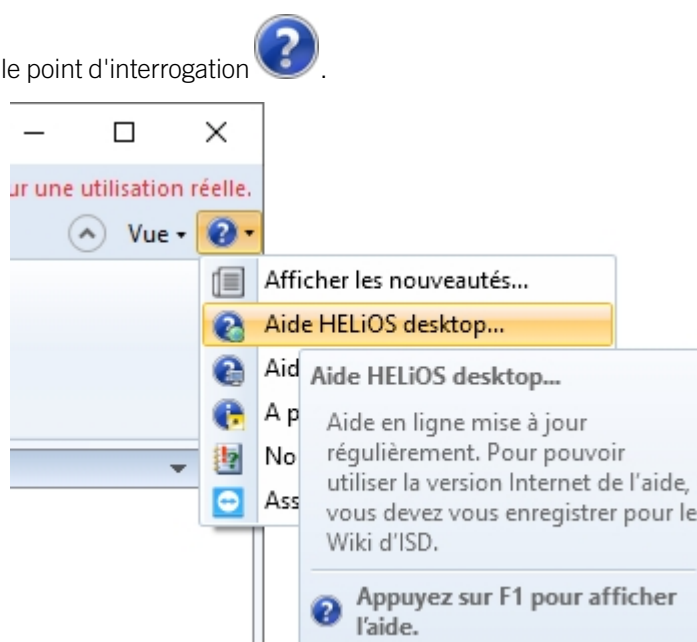 le point d'interrogation .
ur une utilisation réelle.
Vue
Afficher les nouveautés...
Aide HELiOS desktop...
Aid
A p
No
Ass
Aide HELiOS desktop...
Aide en ligne mise à jour
régulièrement. Pour pouvoir
utiliser la version Internet de l'aide,
vous devez vous enregistrer pour le
Wiki d'ISD.
Appuyez sur F1 pour afficher
l'aide.